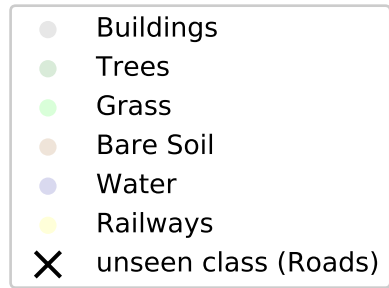 Buildings
Trees
Grass
Bare Soil
Water
Railways
unseen class (Roads)